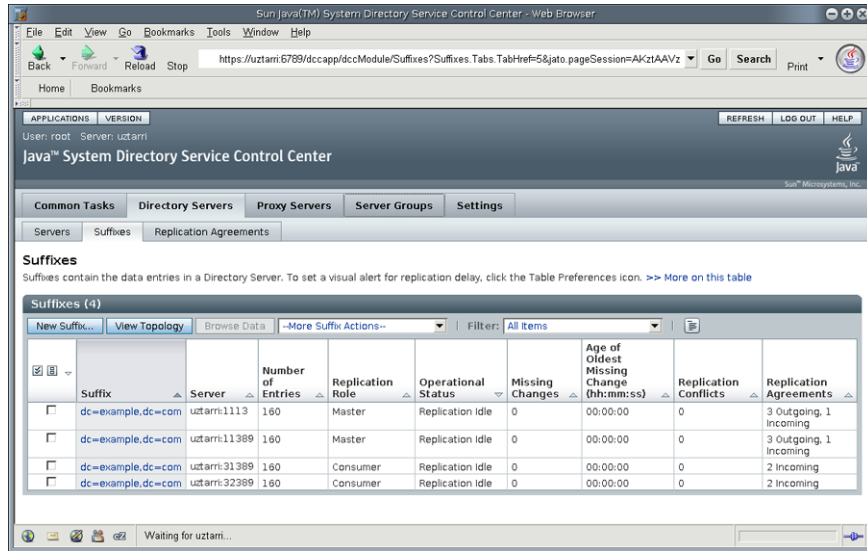 Sun Java(TM) System Directory Service Control Center - Web Browser
File Edit View Go Bookmarks Tools Window Help
Back Forward Reload Stop https://uztarri:6789/dccapp/dccModule/Suffixes?Suffixes.Tabs.TabHref=5&jato.pageSession=AKztAAVz Go Search Print
Home Bookmarks
APPLICATIONS VERSION REFRESH LOG OUT HELP
User: root Server: uztarri
Java™ System Directory Service Control Center
Java
Sun™ Microsystems, Inc.
Common Tasks Directory Servers Proxy Servers Server Groups Settings
Servers Suffixes Replication Agreements
Suffixes
Suffixes contain the data entries in a Directory Server. To set a visual alert for replication delay, click the Table Preferences icon. >> More on this table
Suffixes (4)
New Suffix... View Topology Browse Data --More Suffix Actions-- Filter: All Items
Suffix Server Number of Entries Replication Role Operational Status Missing Changes Age of Oldest Missing Change (hh:mm:ss) Replication Conflicts Replication Agreements
dc=example,dc=com uztarri:1113 160 Master Replication Idle 0 00:00:00 0 3 Outgoing, 1 Incoming
dc=example,dc=com uztarri:11389 160 Master Replication Idle 0 00:00:00 0 3 Outgoing, 1 Incoming
dc=example,dc=com uztarri:31389 160 Consumer Replication Idle 0 00:00:00 0 2 Incoming
dc=example,dc=com uztarri:32389 160 Consumer Replication Idle 0 00:00:00 0 2 Incoming
Waiting for uztarri...